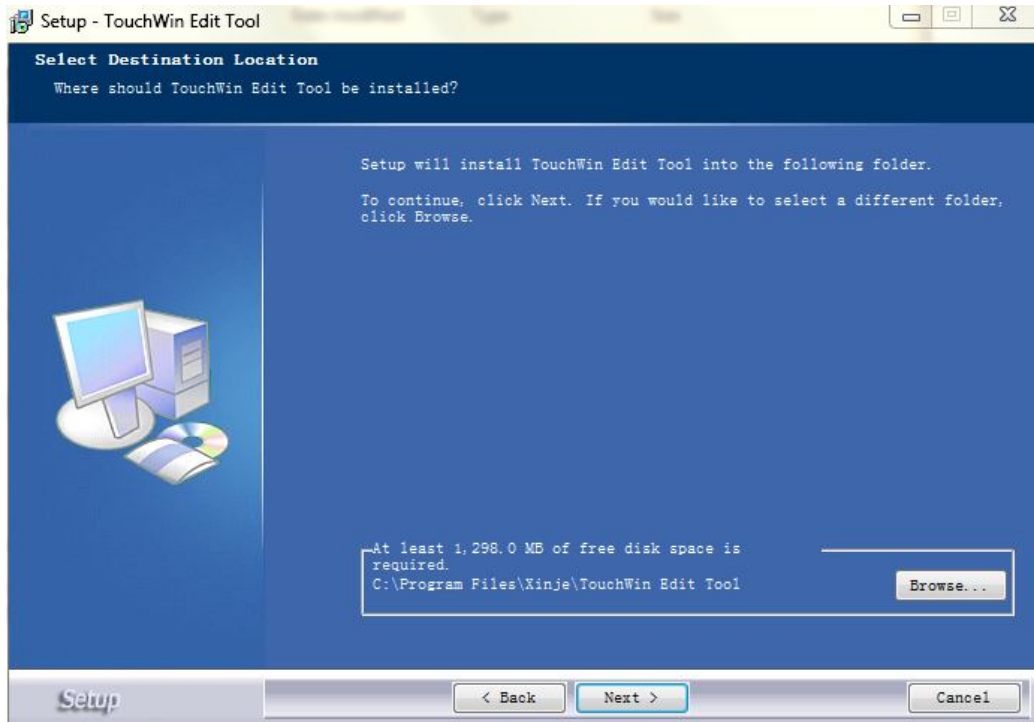 Setup - TouchWin Edit Tool
Select Destination Location
Where should TouchWin Edit Tool be installed?
Setup will install TouchWin Edit Tool into the following folder.
To continue, click Next. If you would like to select a different folder,
click Browse.
At least 1,298.0 MB of free disk space is
required.
C:\Program Files\Xinje\TouchWin Edit Tool
Browse...
Setup
< Back
Next >
Cancel